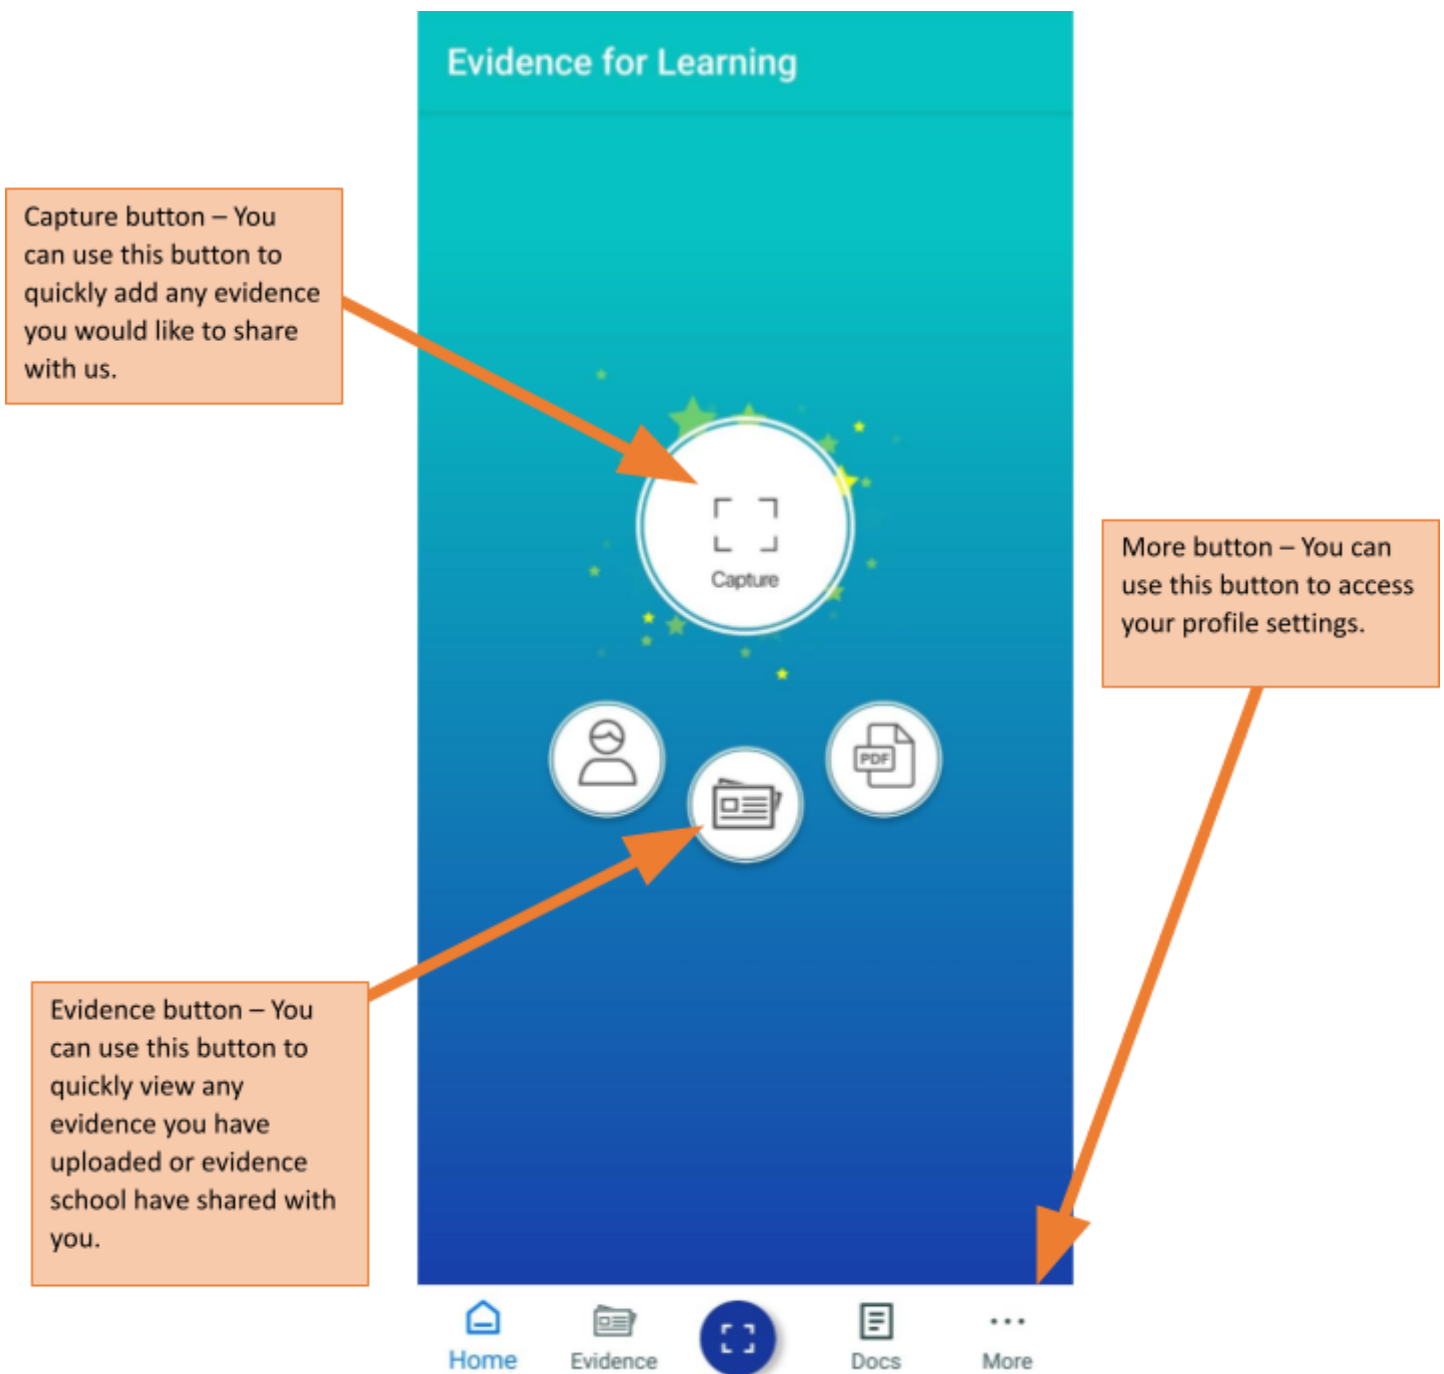 Evidence for Learning
Capture button – You
can use this button to
quickly add any evidence
you would like to share
with us.
Capture
More button – You can
use this button to access
your profile settings.
PDF
Evidence button – You
can use this button to
quickly view any
evidence you have
uploaded or evidence
school have shared with
you.
Home
Evidence
Docs
More